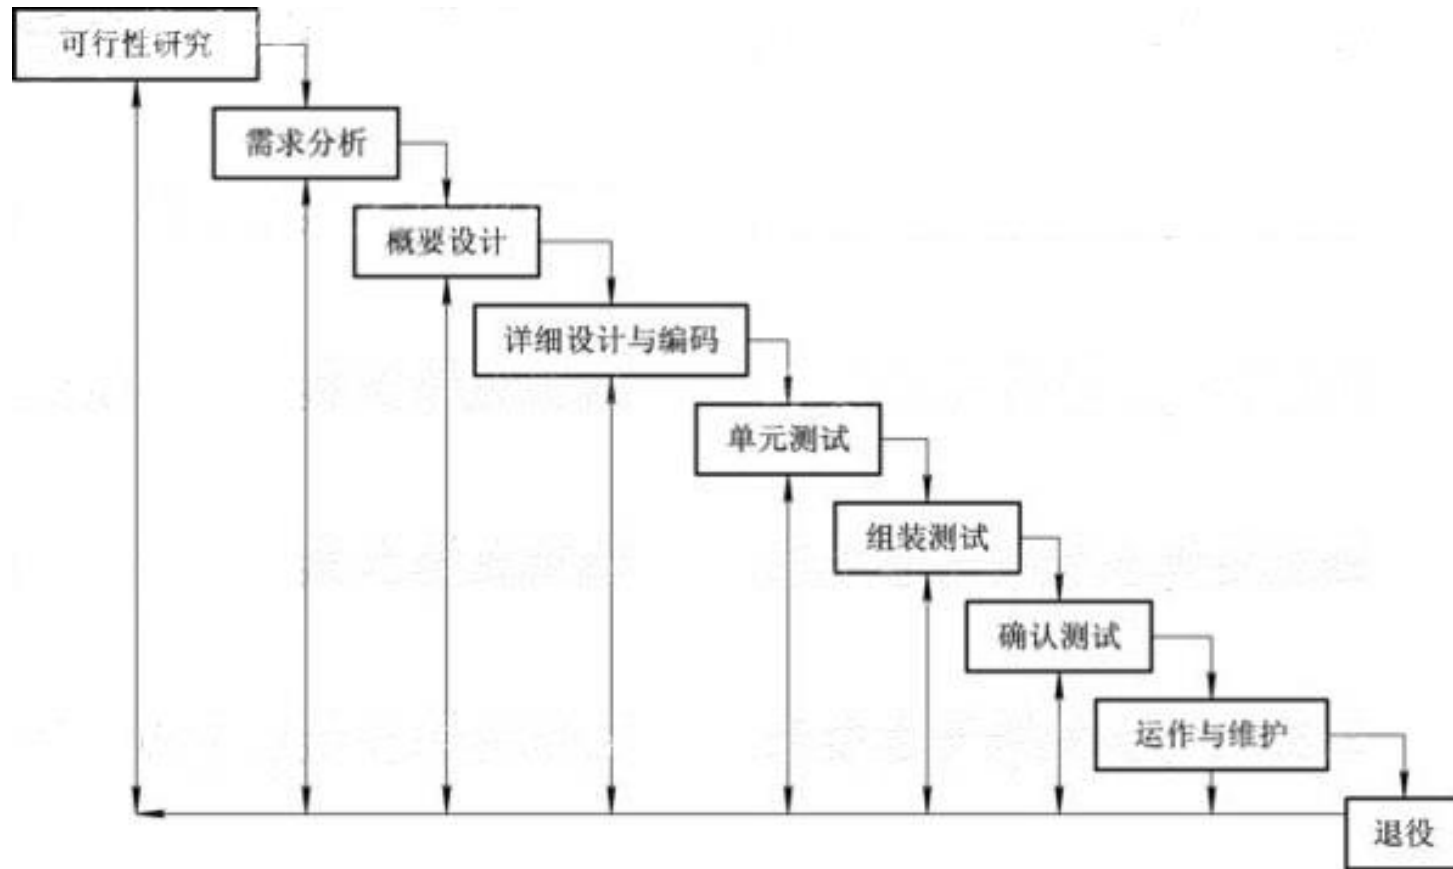 可行性研究
需求分析
概要设计
详细设计与编码
单元测试
组装测试
确认测试
运作与维护
退役